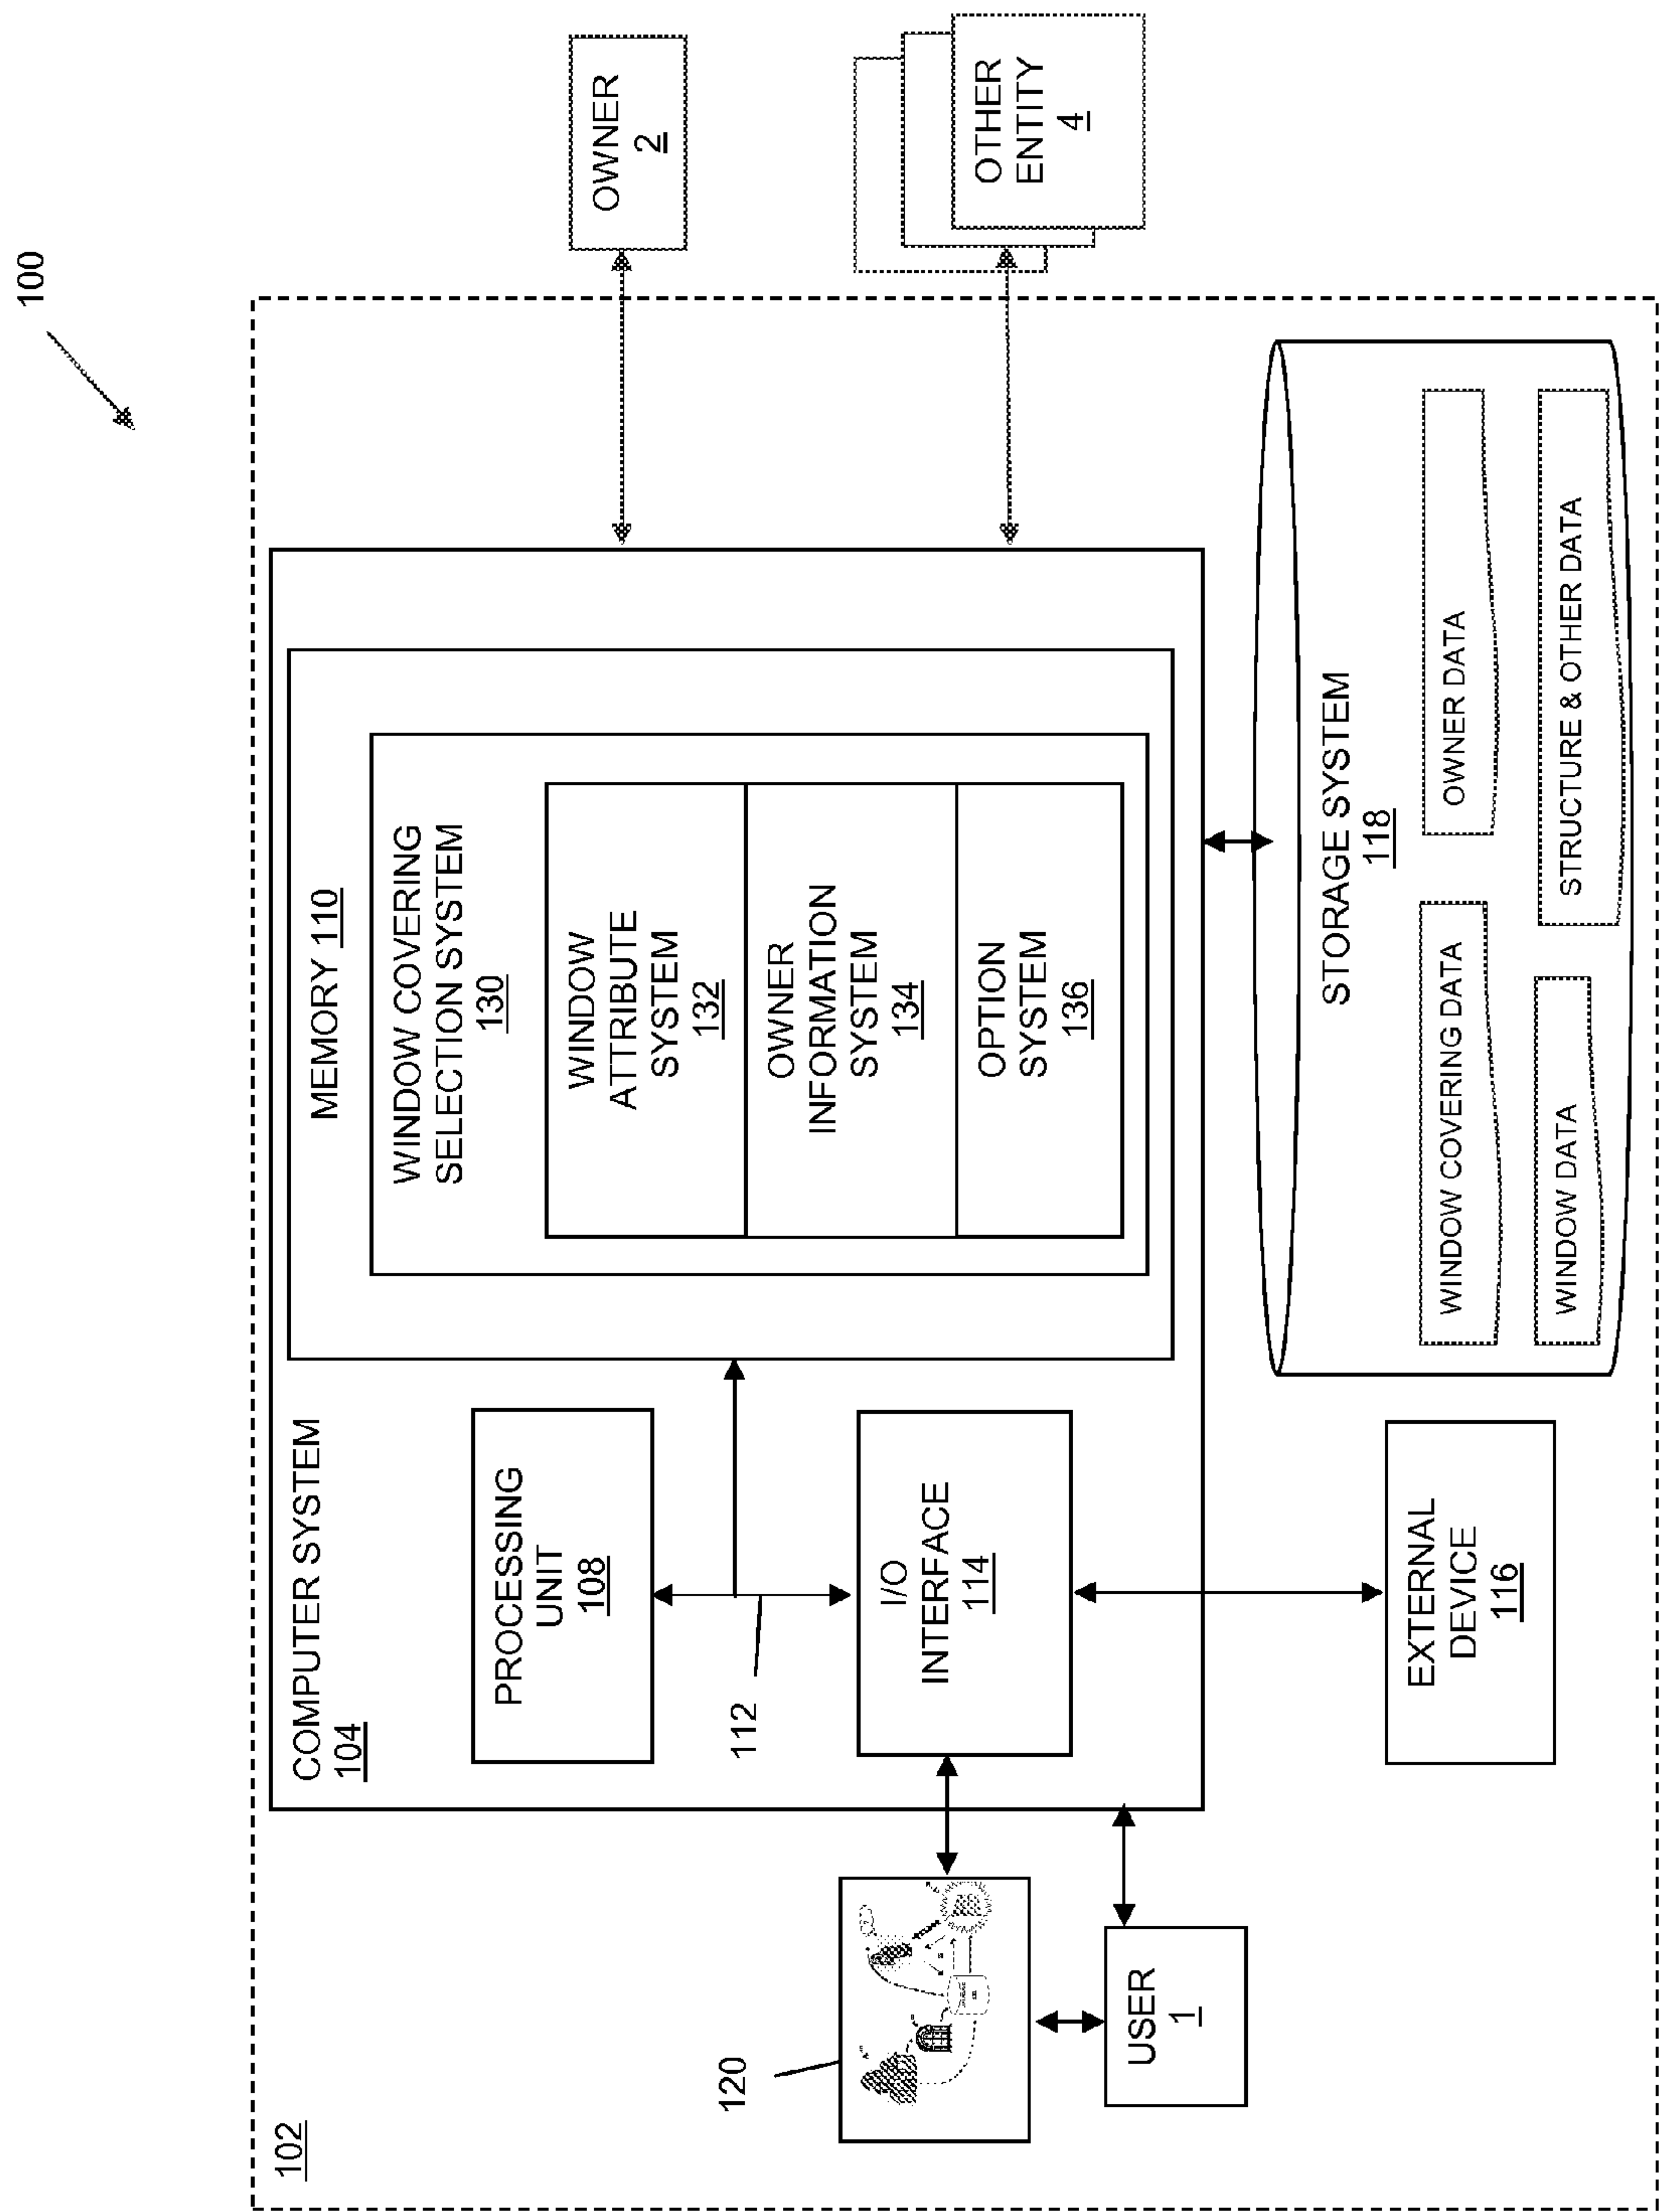 100
102
COMPUTER SYSTEM
104
PROCESSING
UNIT
108
112
I/O
INTERFACE
114
MEMORY 110
WINDOW COVERING
SELECTION SYSTEM
130
WINDOW
ATTRIBUTE
SYSTEM
132
OWNER
INFORMATION
SYSTEM
134
OPTION
SYSTEM
136
OWNER
2
OTHER
ENTITY
4
120
USER
1
EXTERNAL
DEVICE
116
STORAGE SYSTEM
118
WINDOW COVERING DATA
OWNER DATA
WINDOW DATA
STRUCTURE & OTHER DATA